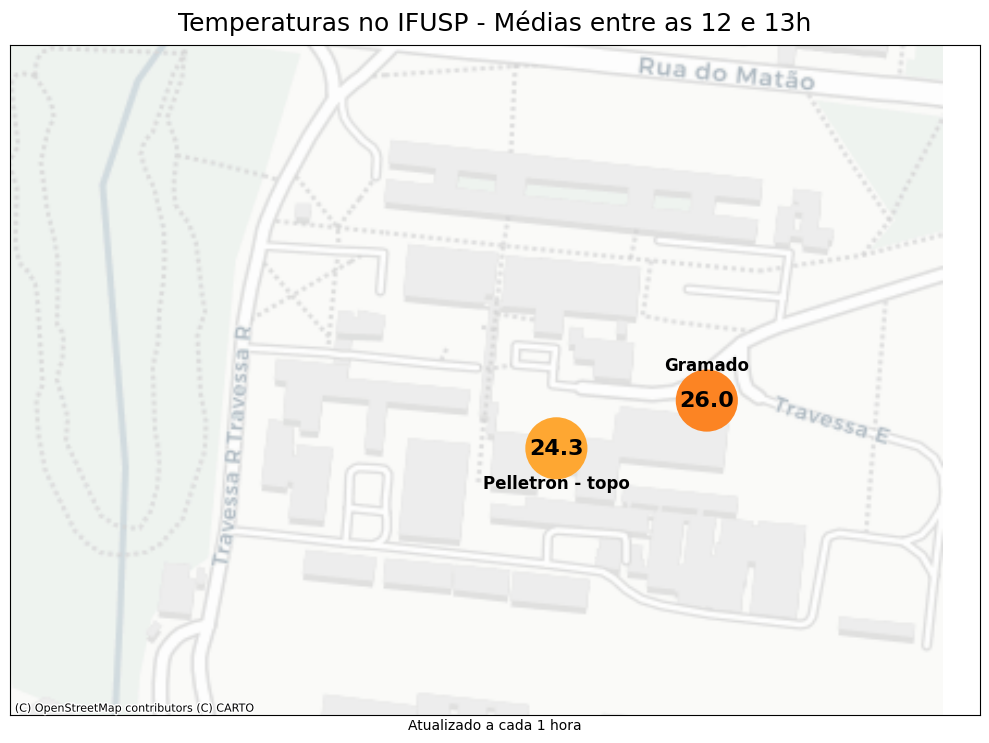 Temperaturas no IFUSP - Médias entre as 12 e 13h
Rua do Matão
Travessa R Travessa R
Gramado
26.0
Travessa E
24.3
Pelletron - topo
(C) OpenStreetMap contributors (C) CARTO
Atualizado a cada 1 hora